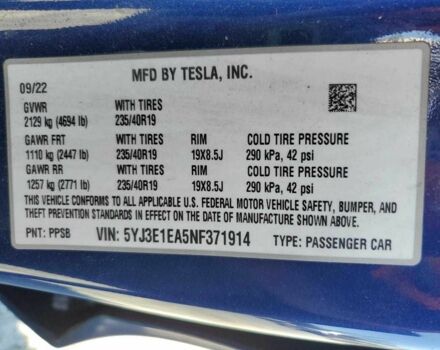 MFD BY TESLA, INC.
09/22
GVWR WITH TIRES
2129 kg (4694 lb) 235/40R19
GAWR FRT WITH TIRES RIM COLD TIRE PRESSURE
1110 kg (2447 lb) 235/40R19 19X8.5J 290 kPa, 42 psi
GAWR RR WITH TIRES RIM COLD TIRE PRESSURE
1257 kg (2771 lb) 235/40R19 19X8.5J 290 kPa, 42 psi
THIS VEHICLE CONFORMS TO ALL APPLICABLE U.S. FEDERAL MOTOR VEHICLE SAFETY, BUMPER, AND
THEFT PREVENTION STANDARDS IN EFFECT ON THE DATE OF MANUFACTURE SHOWN ABOVE.
PNT: PPSB VIN: 5YJ3E1EA5NF371914 TYPE: PASSENGER CAR